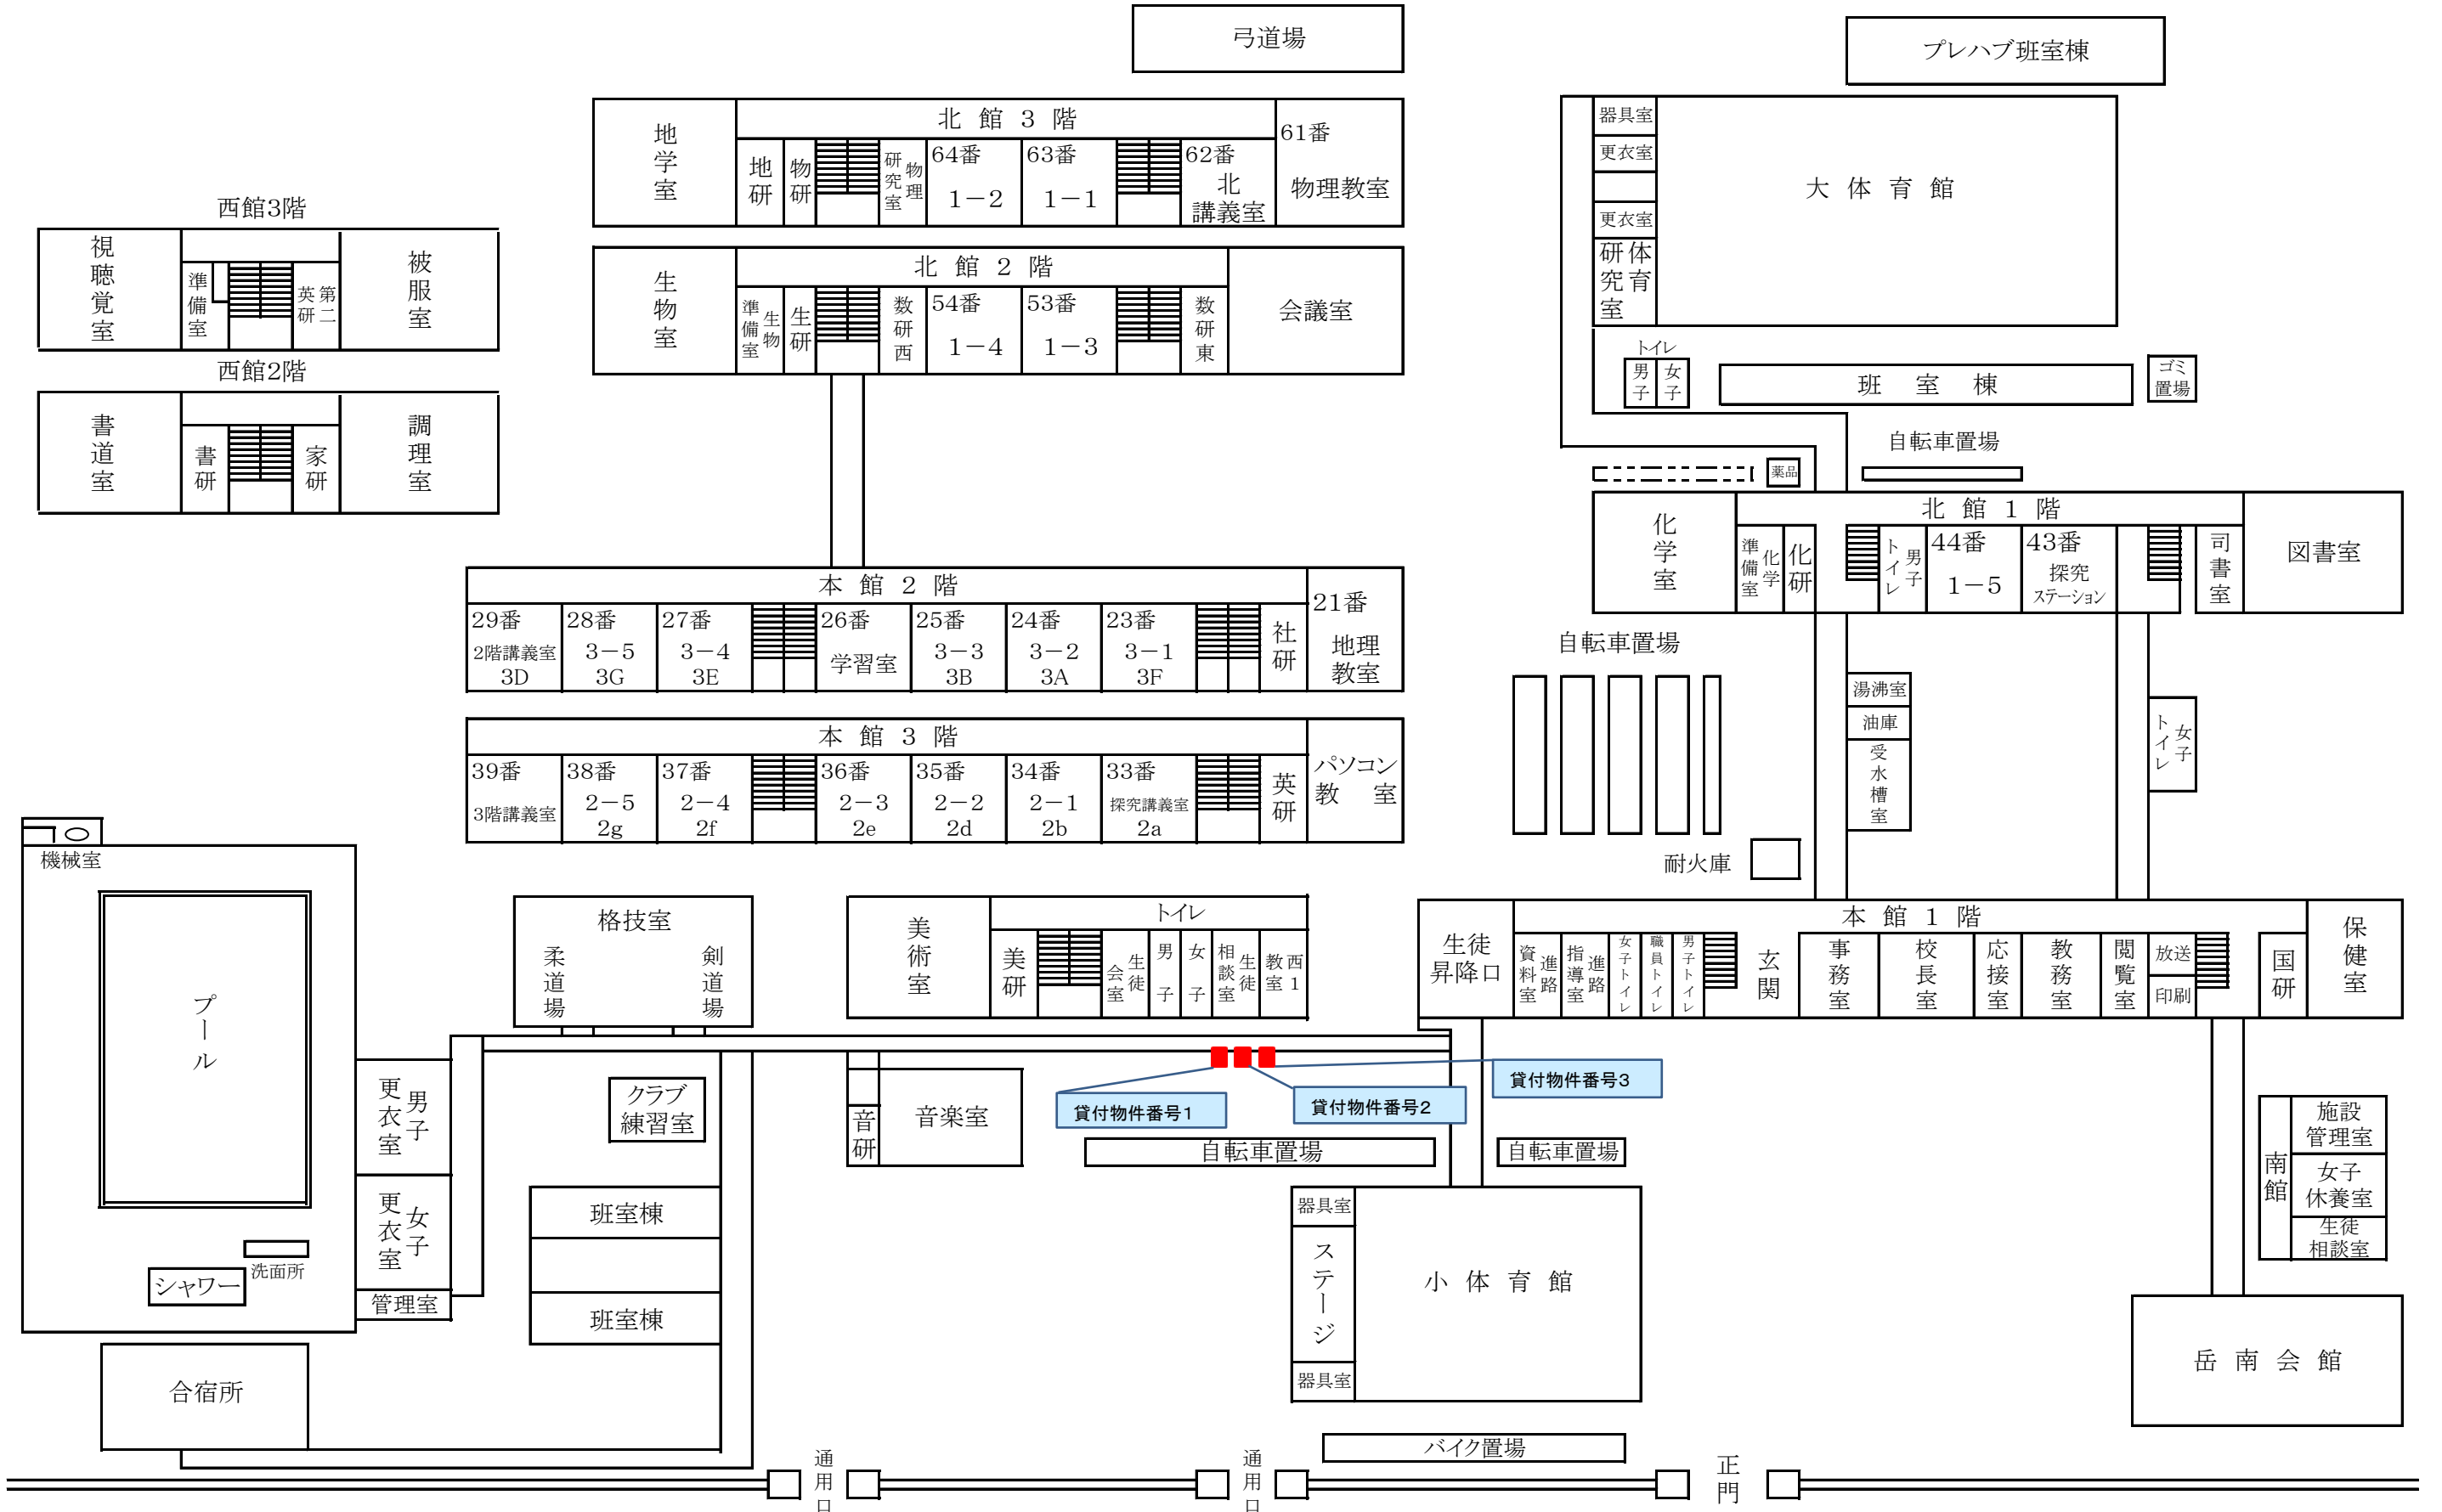 弓道場
プレハブ班室棟
北館3階
地学室
地研
物研
物理研究室
64番
1－2
63番
1－1
62番
北
講義室
61番
物理教室
器具室
更衣室
更衣室
体育研究室
大体育館
西館3階
視聴覚室
準備室
第二英研
被服室
北館2階
生物室
生物準備室
生研
数研西
54番
1－4
53番
1－3
数研東
会議室
トイレ
男子
女子
班室棟
ゴミ
置場
西館2階
書道室
書研
家研
調理室
自転車置場
薬品
北館1階
化学室
化学準備室
化研
男子トイレ
44番
1－5
43番
探究
ステーション
司書室
図書室
本館2階
29番
2階講義室
3D
28番
3－5
3G
27番
3－4
3E
26番
学習室
25番
3－3
3B
24番
3－2
3A
23番
3－1
3F
社研
21番
地理
教室
自転車置場
湯沸室
油庫
受水槽室
女子トイレ
本館3階
39番
3階講義室
38番
2－5
2g
37番
2－4
2f
36番
2－3
2e
35番
2－2
2d
34番
2－1
2b
33番
探究講義室
2a
英研
パソコン
教室
耐火庫
機械室
プール
格技室
柔道場
剣道場
美術室
トイレ
美研
生徒会室
男子
女子
生徒相談室
西1教室
生徒
昇降口
本館1階
進路資料室
進路指導室
女子トイレ
職員トイレ
男子トイレ
玄関
事務室
校長室
応接室
教務室
閲覧室
放送
印刷
国研
保健室
男子更衣室
女子更衣室
管理室
クラブ
練習室
音研
音楽室
貸付物件番号1
貸付物件番号2
貸付物件番号3
自転車置場
自転車置場
南館
施設
管理室
女子
休養室
生徒
相談室
班室棟
班室棟
洗面所
シャワー
器具室
ステージ
器具室
小体育館
岳南会館
合宿所
バイク置場
通用口
通用口
正門